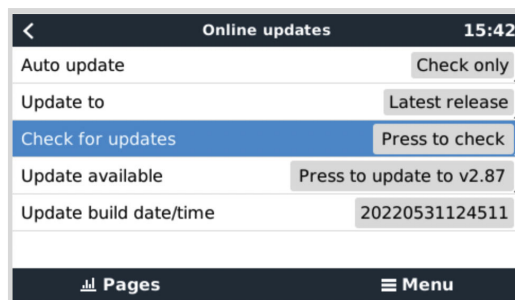 Online updates 15:42
Auto update Check only
Update to Latest release
Check for updates Press to check
Update available Press to update to v2.87
Update build date/time 20220531124511
Pages Menu